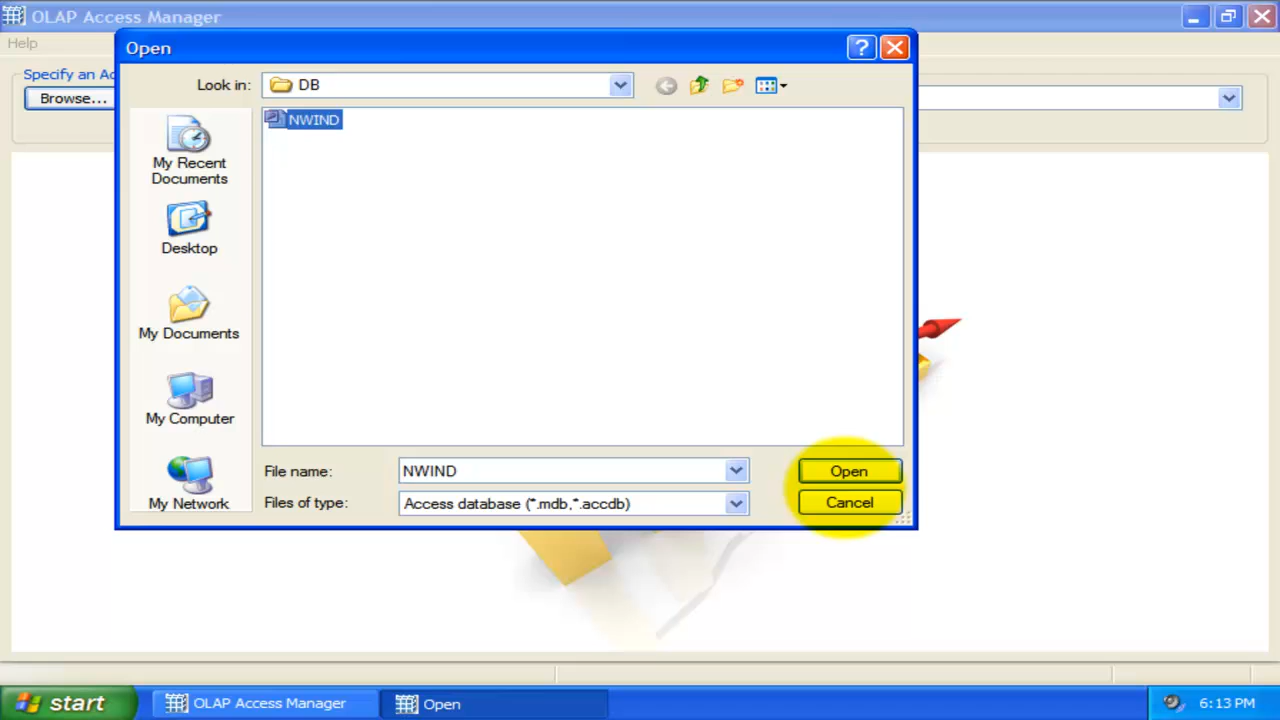 OLAP Access Manager
Help
Open
?
Specify an Ac
Look in:
DB
Browse...
NWIND
My Recent
Documents
Desktop
My Documents
My Computer
My Network
File name:
NWIND
Open
Files of type:
Access database (*.mdb,*.accdb)
Cancel
start
OLAP Access Manager
Open
6:13 PM